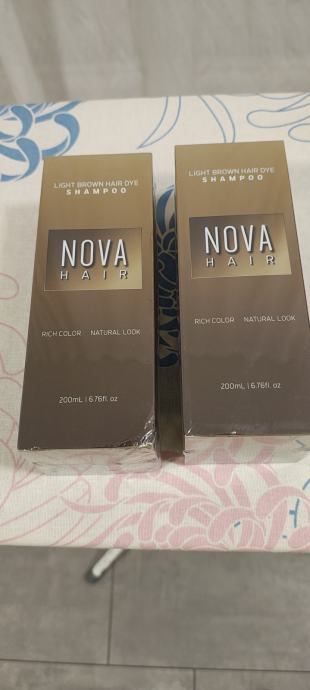 LIGHT BROWN HAIR DYE
SHAMPOO
NOVA
HAIR
RICH COLOR NATURAL LOOK
200mL | 6.76fl. oz
LIGHT BROWN HAIR DYE
SHAMPOO
NOVA
HAIR
RICH COLOR NATURAL LOOK
200mL | 6.76fl. oz